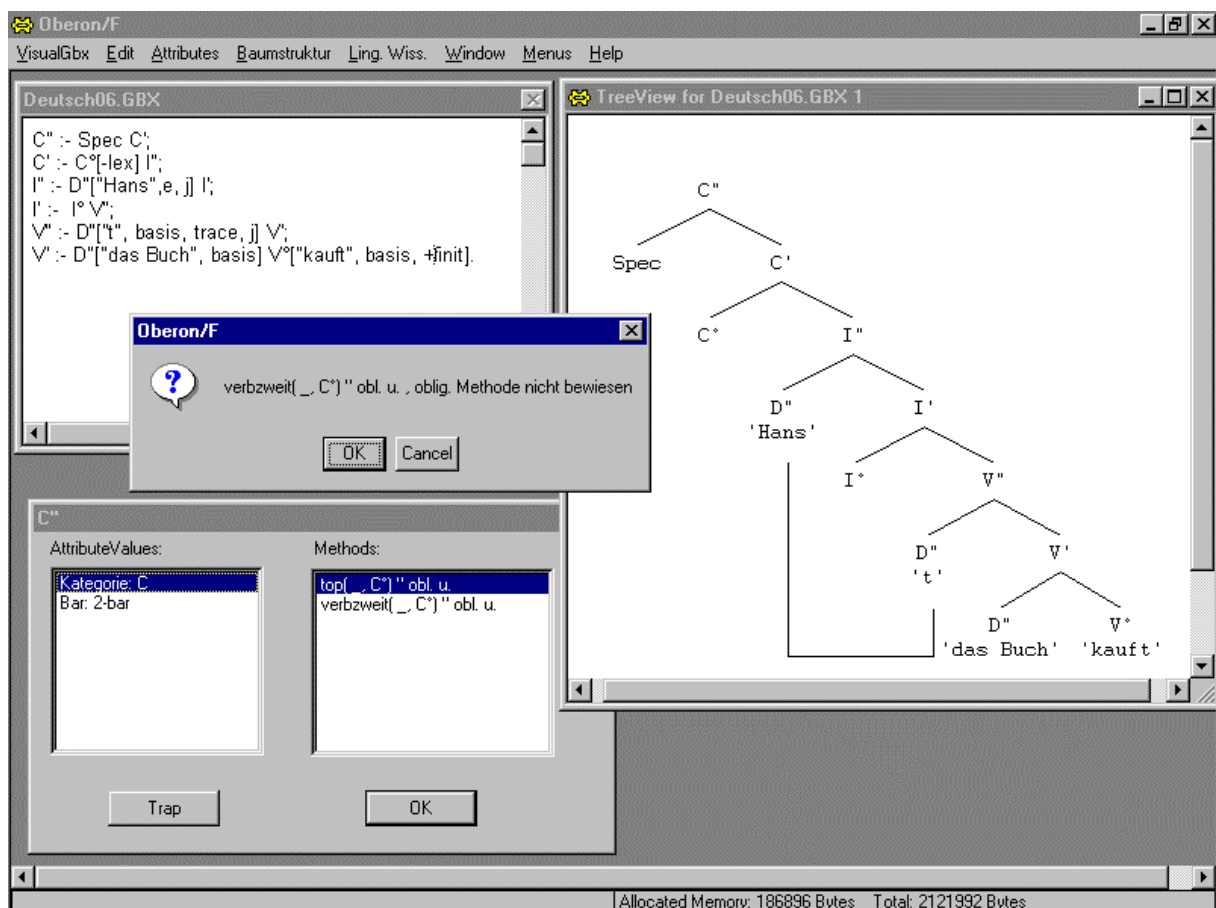 Oberon/F
VisualGbx Edit Attributes Baumstruktur Ling. Wiss. Window Menus Help
Deutsch06.GBX
C" :- Spec C';
C' :- C°[-lex] I";
I" :- D"["Hans",e, j] I';
I' :- I° V";
V" :- D"["t", basis, trace, j] V';
V' :- D"["das Buch", basis] V°["kauft", basis, +finit].
TreeView for Deutsch06.GBX 1
C"
Spec C'
C° I"
D" I'
'Hans'
I° V"
D" V'
't'
D" V°
'das Buch' 'kauft'
Oberon/F
verbzweit( _, C°) " obl. u. , oblig. Methode nicht bewiesen
OK Cancel
C"
AttributeValues: Methods:
Kategorie: C
Bar: 2-bar
top( _, C°) " obl. u.
verbzweit( _, C°) " obl. u.
Trap OK
Allocated Memory: 186896 Bytes Total: 2121992 Bytes